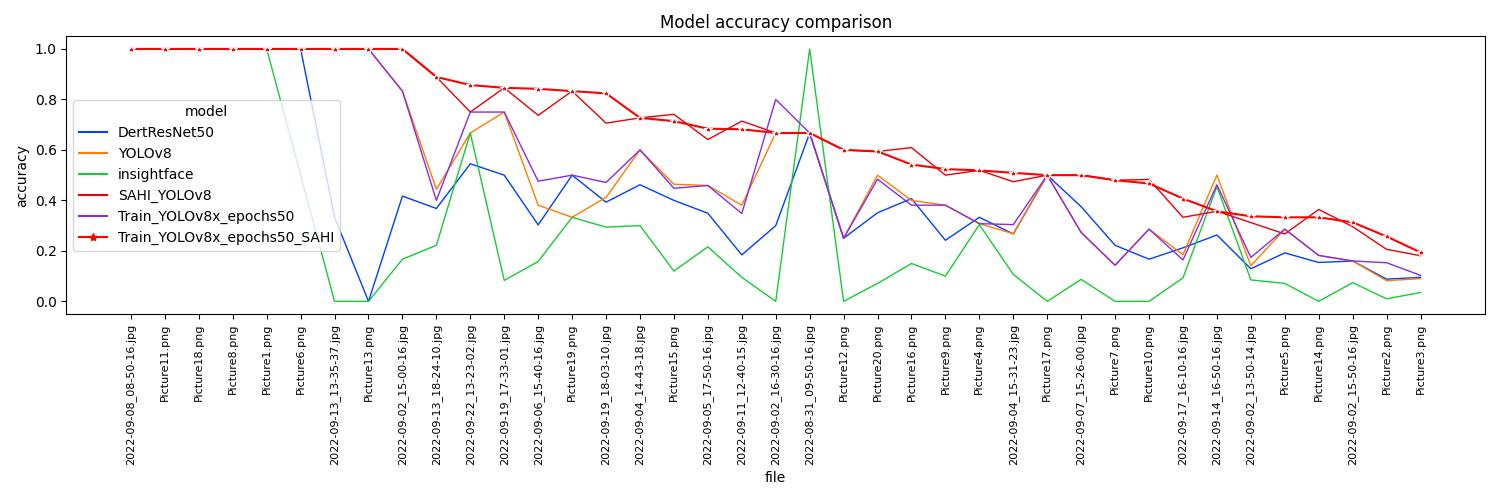 Model accuracy comparison
accuracy
1.0
0.8
0.6
0.4
0.2
0.0
model
DertResNet50
YOLOv8
insightface
SAHI_YOLOv8
Train_YOLOv8x_epochs50
Train_YOLOv8x_epochs50_SAHI
2022-09-08_08-50-16.jpg
Picture11.png
Picture18.png
Picture8.png
Picture1.png
Picture6.png
2022-09-13_13-35-37.jpg
Picture13.png
2022-09-02_15-00-16.jpg
2022-09-13_18-24-10.jpg
2022-09-22_13-23-02.jpg
2022-09-19_17-33-01.jpg
2022-09-06_15-40-16.jpg
Picture19.png
2022-09-19_18-03-10.jpg
2022-09-04_14-43-18.jpg
Picture15.png
2022-09-05_17-50-16.jpg
2022-09-11_12-40-15.jpg
2022-09-02_16-30-16.jpg
2022-08-31_09-50-16.jpg
Picture12.png
Picture20.png
Picture16.png
Picture9.png
Picture4.png
2022-09-04_15-31-23.jpg
Picture17.png
2022-09-07_15-26-00.jpg
Picture7.png
Picture10.png
2022-09-17_16-10-16.jpg
2022-09-14_16-50-16.jpg
2022-09-02_13-50-14.jpg
Picture5.png
Picture14.png
2022-09-02_15-50-16.jpg
Picture2.png
Picture3.png
file